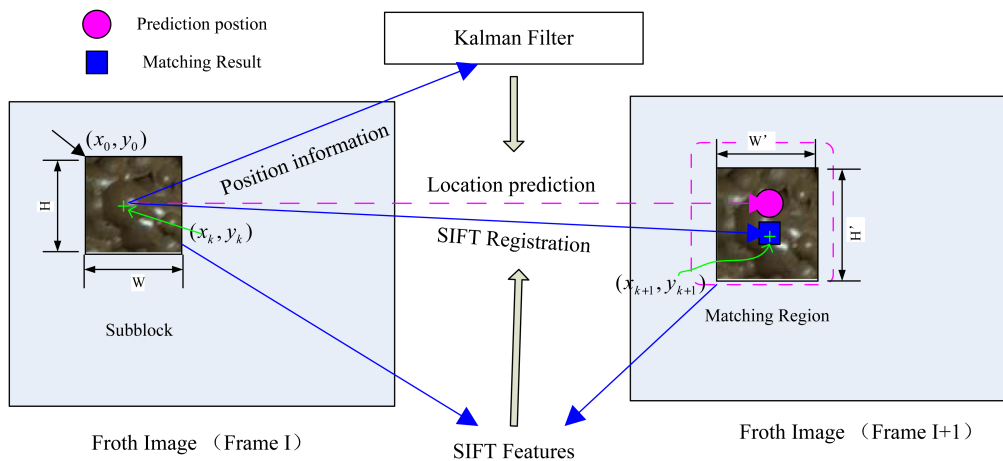 Prediction postion
Matching Result
Kalman Filter
(x₀, y₀)
Position information
H
(xₖ, yₖ)
W
Subblock
Location prediction
SIFT Registration
W’
H’
(xₖ₊₁, yₖ₊₁)
Matching Region
Froth Image （Frame I）
SIFT Features
Froth Image （Frame I+1）